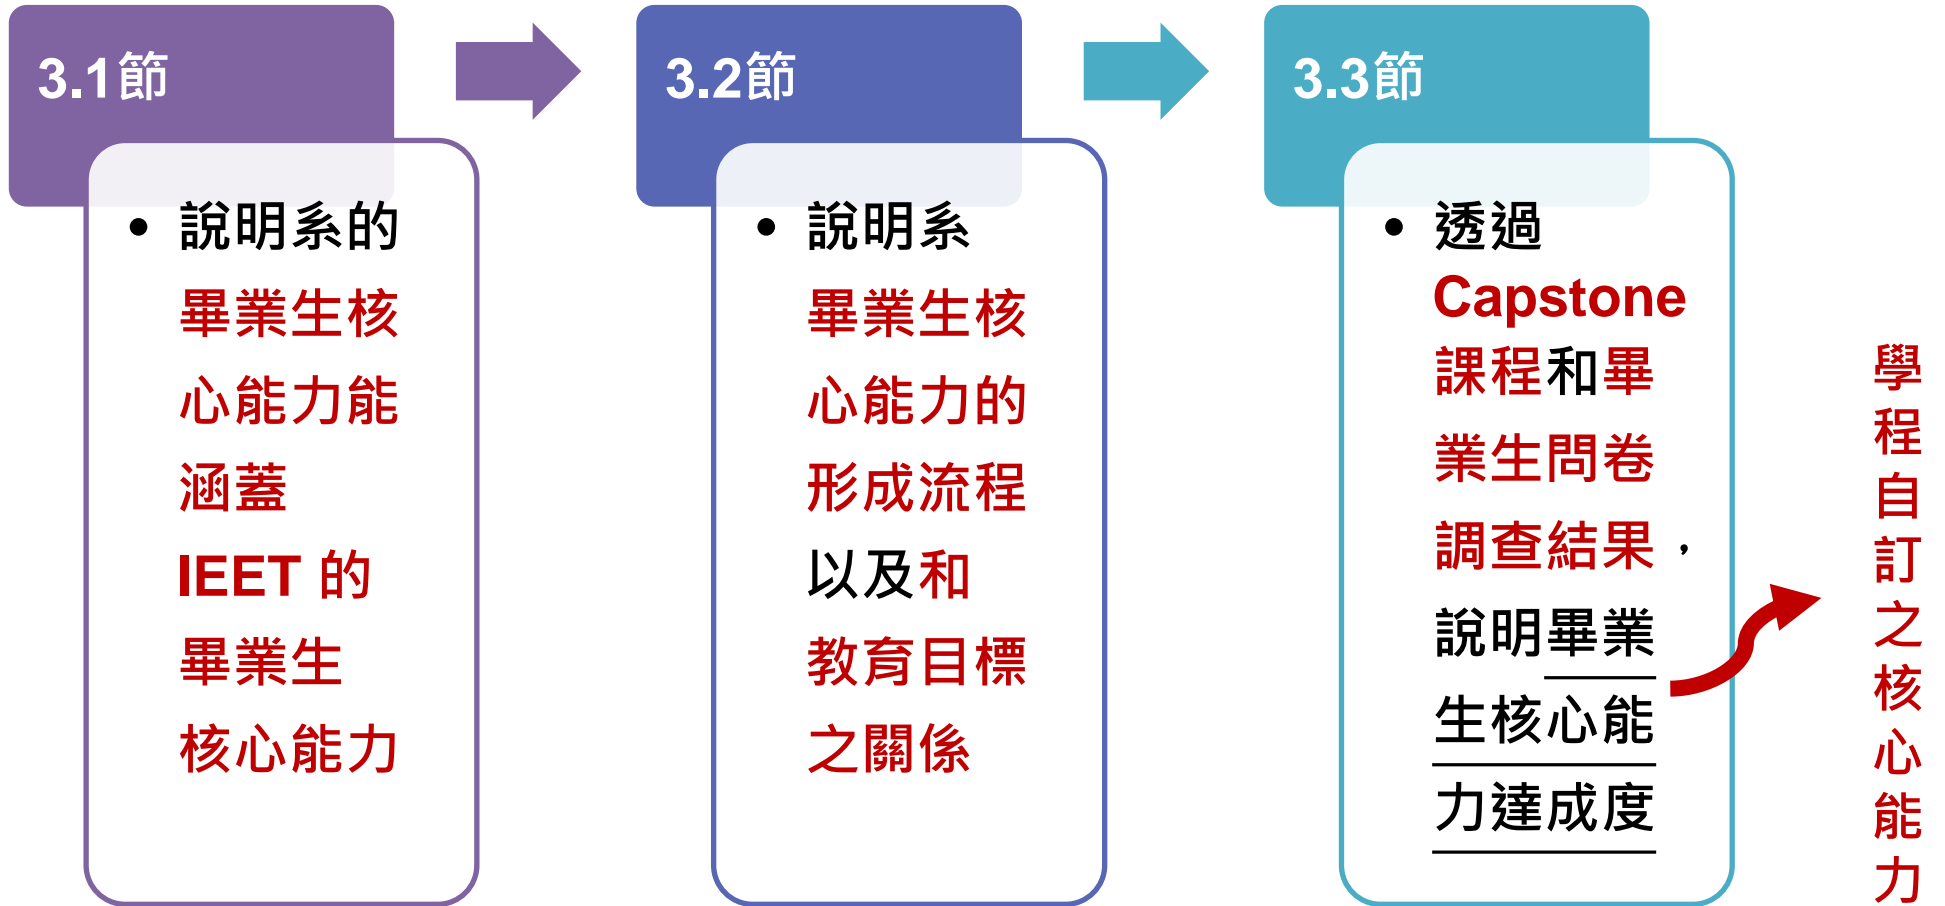 3.1節
• 說明系的
畢業生核
心能力能
涵蓋
IEET 的
畢業生
核心能力
3.2節
• 說明系
畢業生核
心能力的
形成流程
以及和
教育目標
之關係
3.3節
• 透過
Capstone
課程和畢
業生問卷
調查結果，
說明畢業
生核心能
力達成度
學程自訂之核心能力